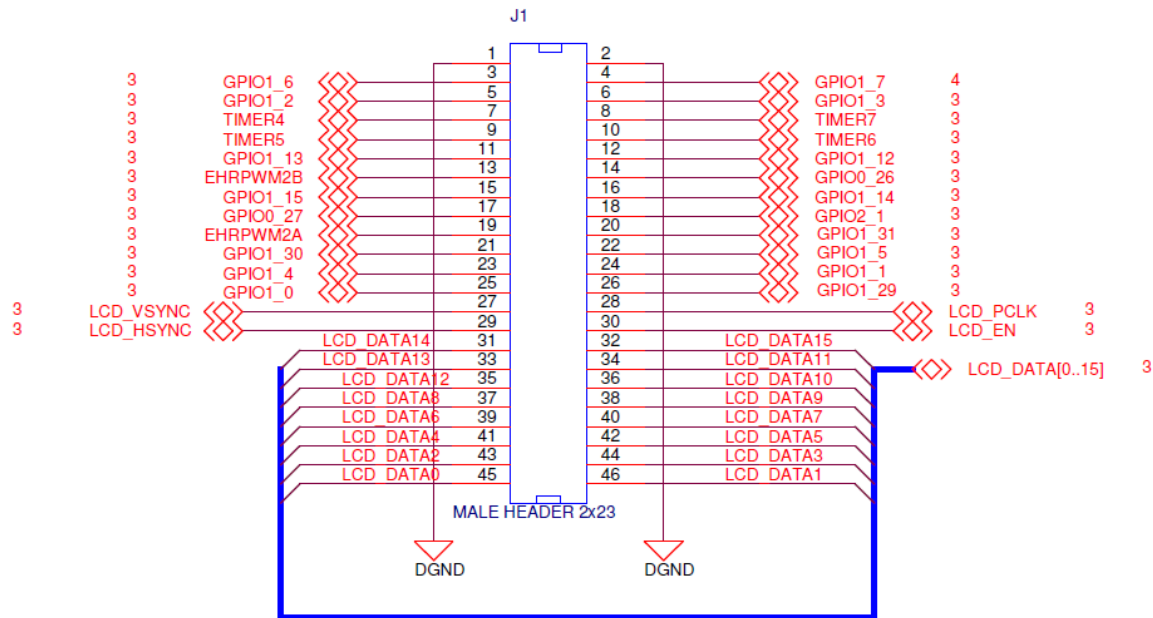 J1
1 2
3 GPIO1_6 3 4 GPIO1_7 4
3 GPIO1_2 5 6 GPIO1_3 3
3 TIMER4 7 8 TIMER7 3
3 TIMER5 9 10 TIMER6 3
3 GPIO1_13 11 12 GPIO1_12 3
3 EHRPWM2B 13 14 GPIO0_26 3
3 GPIO1_15 15 16 GPIO1_14 3
3 GPIO0_27 17 18 GPIO2_1 3
3 EHRPWM2A 19 20 GPIO1_31 3
3 GPIO1_30 21 22 GPIO1_5 3
3 GPIO1_4 23 24 GPIO1_1 3
3 GPIO1_0 25 26 GPIO1_29 3
3 LCD_VSYNC 27 28 LCD_PCLK 3
3 LCD_HSYNC 29 30 LCD_EN 3
LCD_DATA14 31 32 LCD_DATA15
LCD_DATA13 33 34 LCD_DATA11 LCD_DATA[0..15] 3
LCD_DATA12 35 36 LCD_DATA10
LCD_DATA8 37 38 LCD_DATA9
LCD_DATA6 39 40 LCD_DATA7
LCD_DATA4 41 42 LCD_DATA5
LCD_DATA2 43 44 LCD_DATA3
LCD_DATA0 45 46 LCD_DATA1
MALE HEADER 2x23
DGND DGND